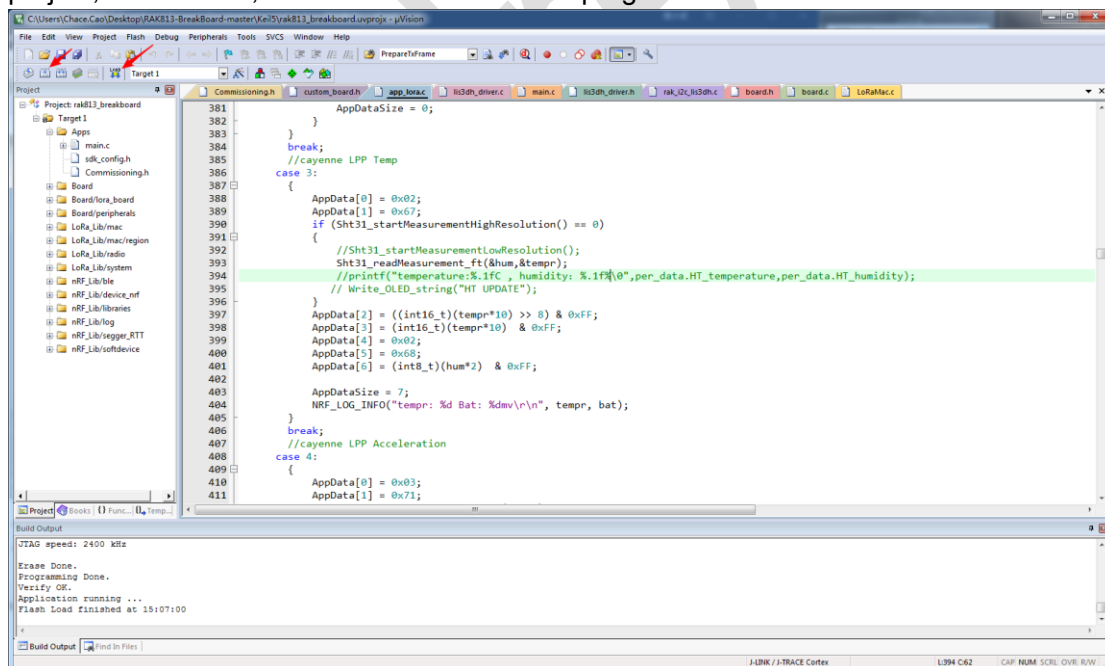 C:\Users\Chace.Cao\Desktop\RAK813-BreakBoard-master\Keil5\rak813_breakboard.uvprojx - µVision
File Edit View Project Flash Debug Peripherals Tools SVCS Window Help
PrepareTxFrame
Target 1
Project
Project: rak813_breakboard
Target 1
Apps
main.c
sdk_config.h
Commissioning.h
Board
Board/lora_board
Board/peripherals
LoRa_Lib/mac
LoRa_Lib/mac/region
LoRa_Lib/radio
LoRa_Lib/system
nRF_Lib/ble
nRF_Lib/device_nrf
nRF_Lib/libraries
nRF_Lib/log
nRF_Lib/segger_RTT
nRF_Lib/softdevice
Project Books Func... Temp...
Commissioning.h custom_board.h app_lora.c lis3dh_driver.c main.c lis3dh_driver.h rak_i2c_lis3dh.c board.h board.c LoRaMac.c
381 AppDataSize = 0;
382 }
383 }
384 break;
385 //cayenne LPP Temp
386 case 3:
387 {
388 AppData[0] = 0x02;
389 AppData[1] = 0x67;
390 if (Sht31_startMeasurementHighResolution() == 0)
391 {
392 //Sht31_startMeasurementLowResolution();
393 Sht31_readMeasurement_ft(&hum,&tempr);
394 //printf("temperature:%.1fC , humidity: %.1f%\0",per_data.HT_temperature,per_data.HT_humidity);
395 // Write_OLED_string("HT UPDATE");
396 }
397 AppData[2] = ((int16_t)(tempr*10) >> 8) & 0xFF;
398 AppData[3] = (int16_t)(tempr*10) & 0xFF;
399 AppData[4] = 0x02;
400 AppData[5] = 0x68;
401 AppData[6] = (int8_t)(hum*2) & 0xFF;
402
403 AppDataSize = 7;
404 NRF_LOG_INFO("tempr: %d Bat: %dmv\r\n", tempr, bat);
405 }
406 break;
407 //cayenne LPP Acceleration
408 case 4:
409 {
410 AppData[0] = 0x03;
411 AppData[1] = 0x71;
Build Output
JTAG speed: 2400 kHz
Erase Done.
Programming Done.
Verify OK.
Application running ...
Flash Load finished at 15:07:00
Build Output Find In Files
J-LINK / J-TRACE Cortex L:394 C:62 CAP NUM SCRL OVR R/W